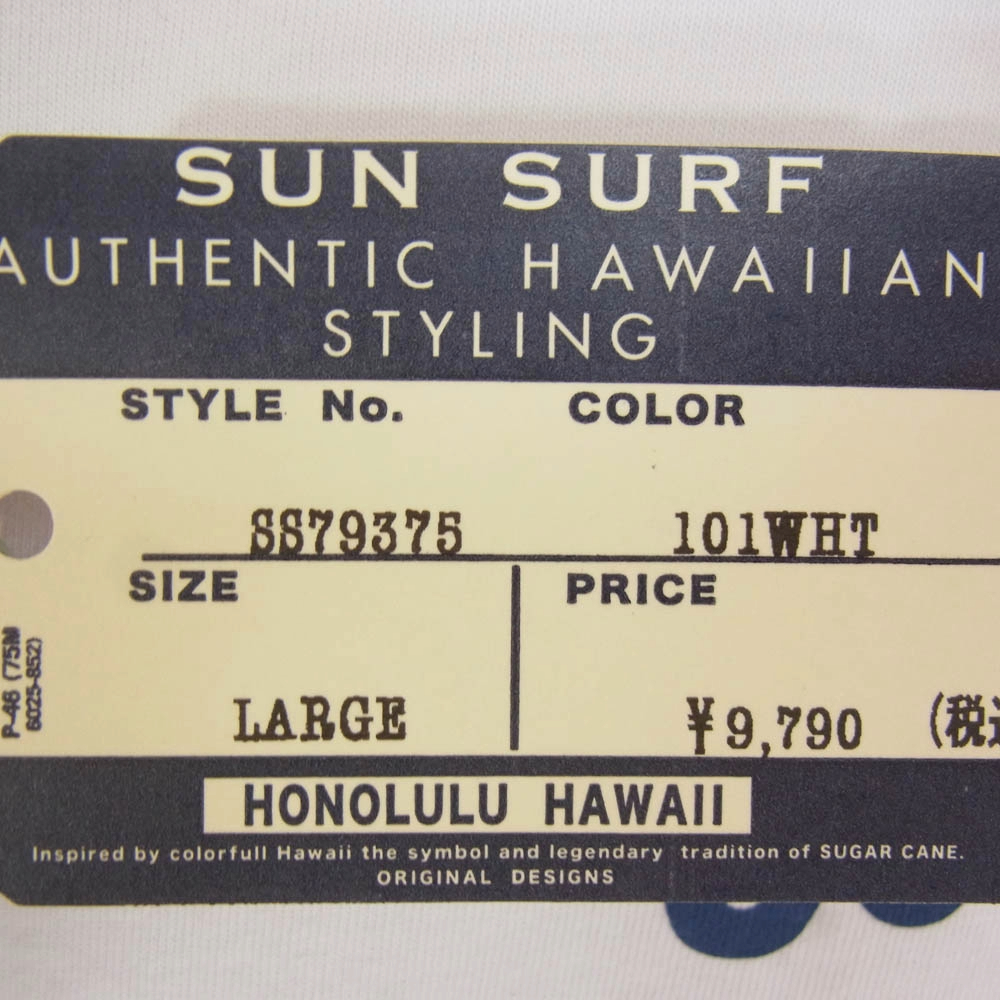 SUN SURF
AUTHENTIC HAWAIIAN
STYLING
STYLE No. COLOR
SS79375 101WHT
SIZE PRICE
LARGE ¥9,790 (税込
P-46 (75M
6025-852)
HONOLULU HAWAII
Inspired by colorfull Hawaii the symbol and legendary tradition of SUGAR CANE.
ORIGINAL DESIGNS